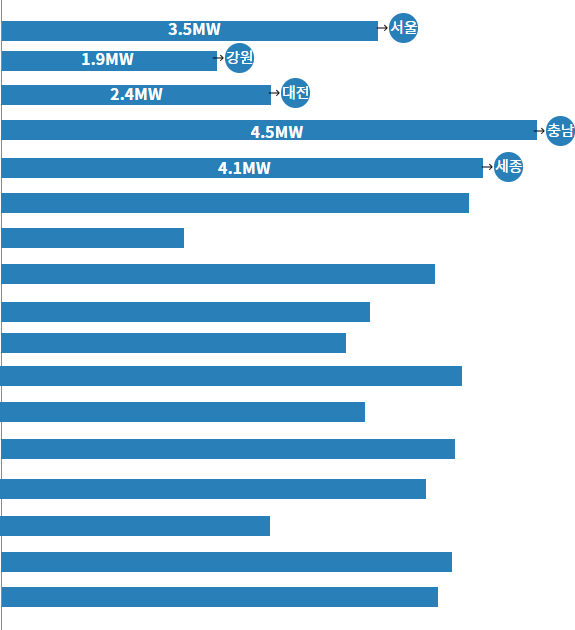 3.5MW → 서울
1.9MW → 강원
2.4MW → 대전
4.5MW → 충남
4.1MW → 세종